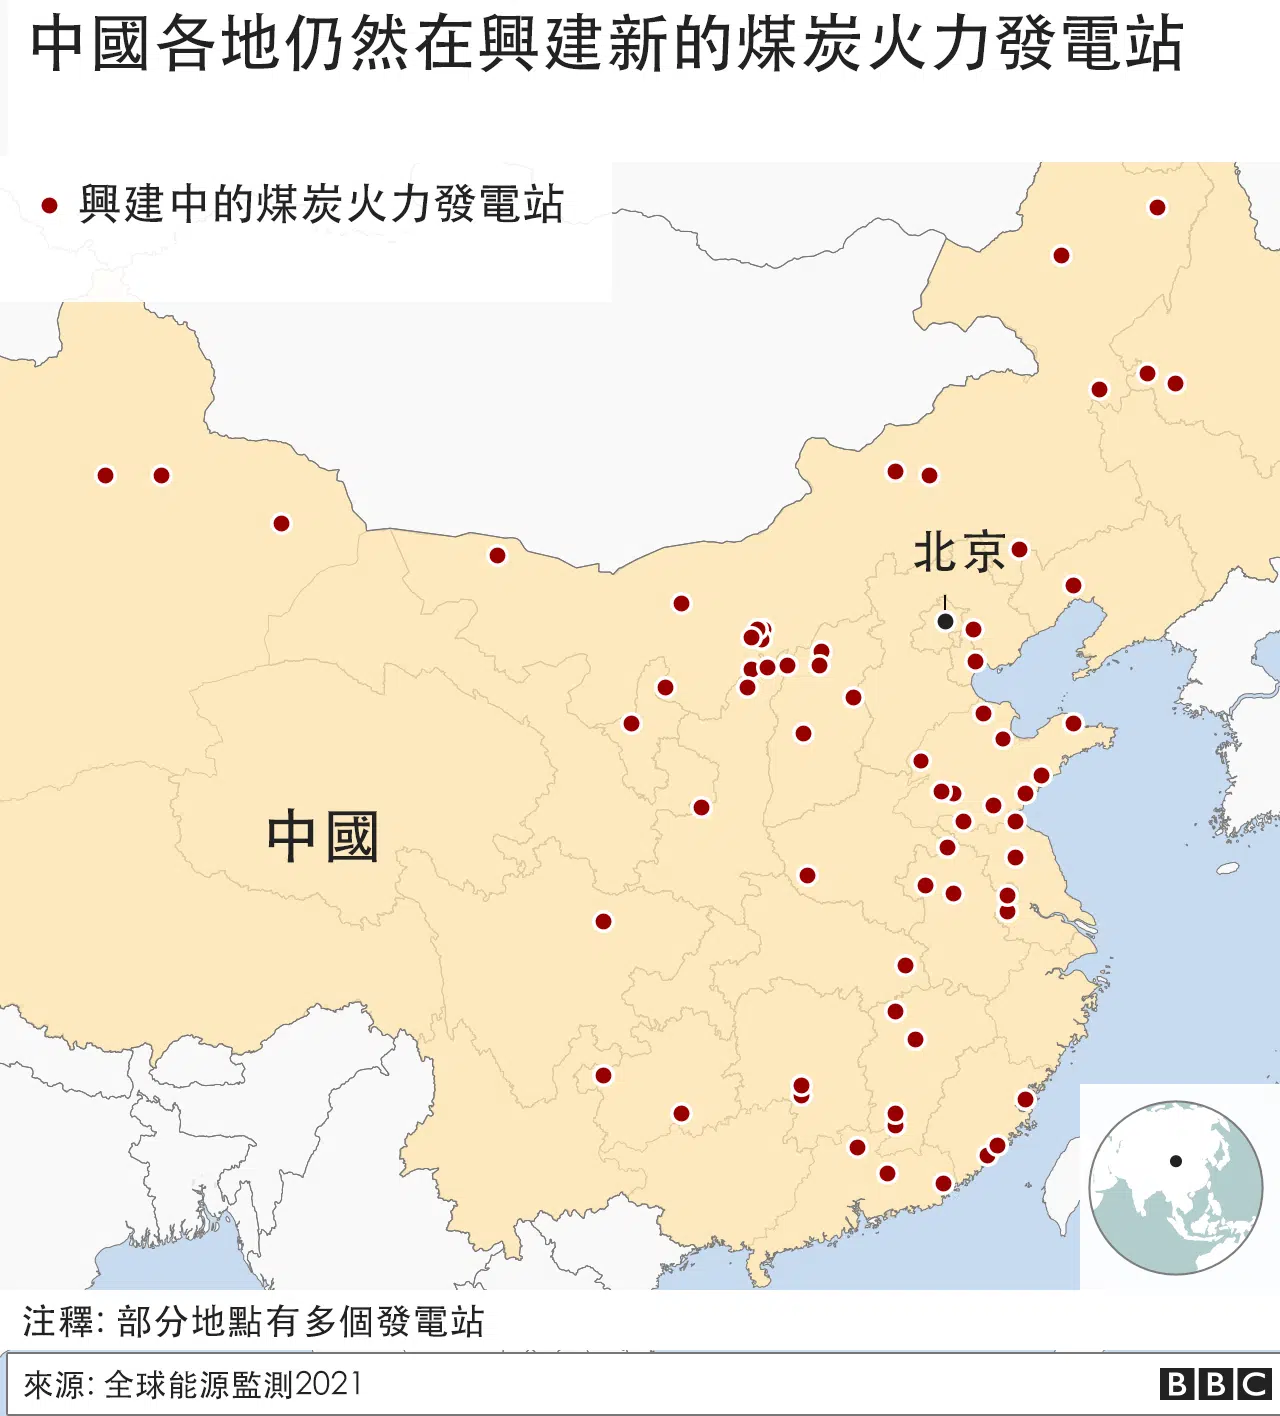 中國各地仍然在興建新的煤炭火力發電站
興建中的煤炭火力發電站
北京
中國
注釋: 部分地點有多個發電站
來源: 全球能源監測2021
BBC